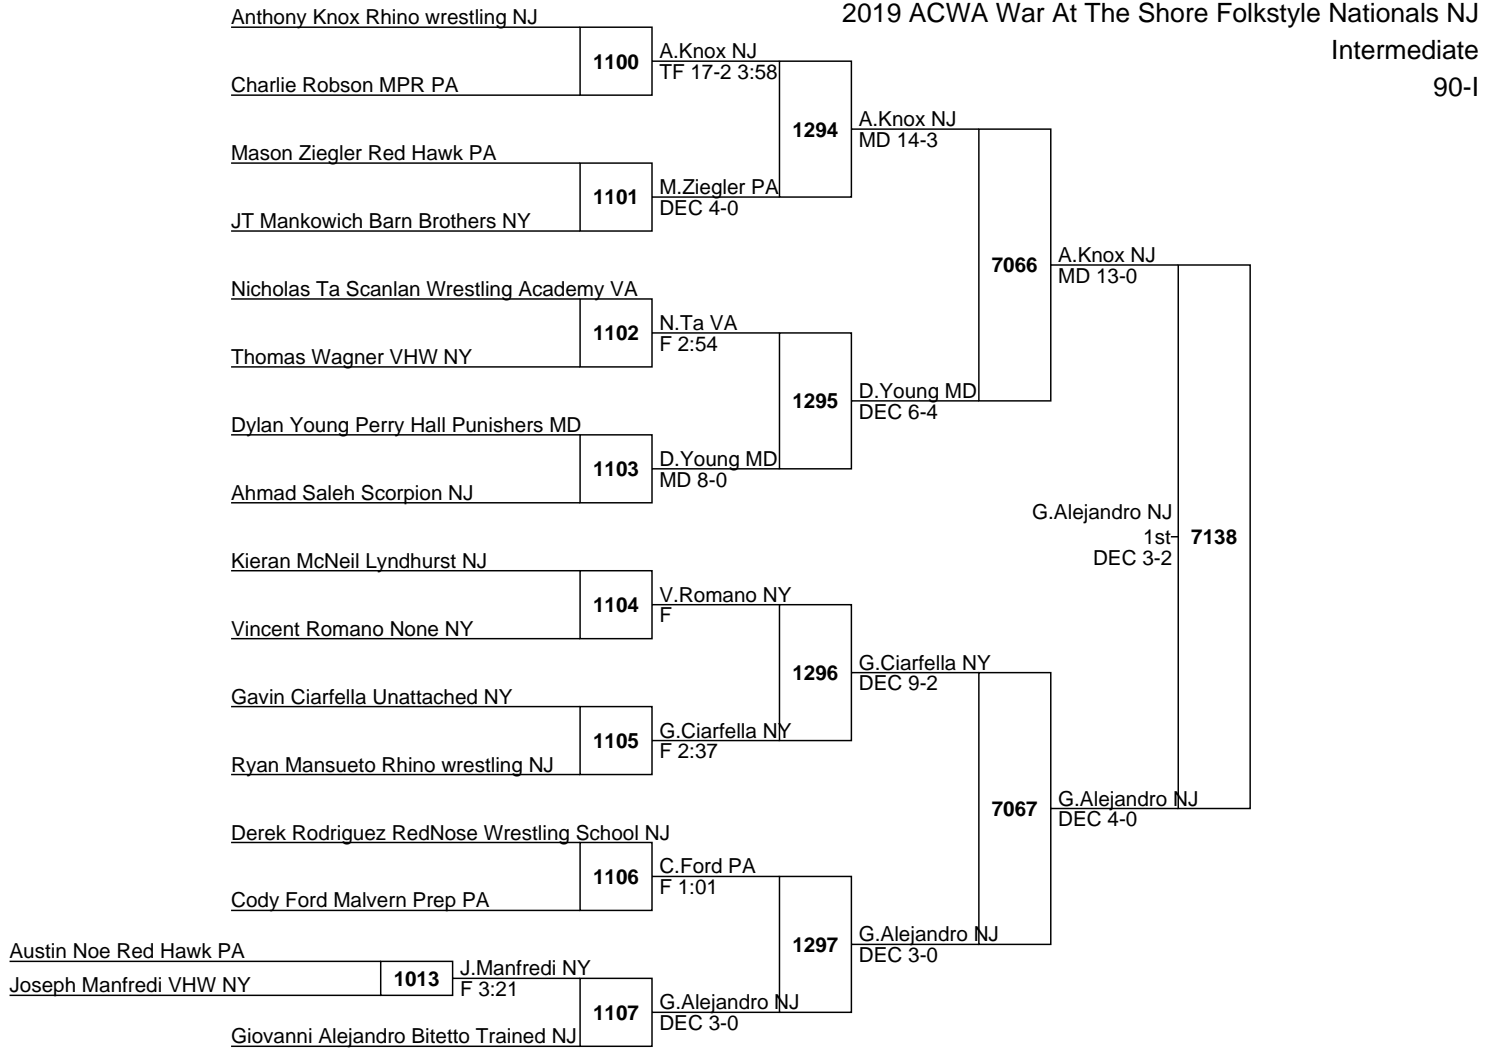 2019 ACWA War At The Shore Folkstyle Nationals NJ
Intermediate
90-I
Anthony Knox Rhino wrestling NJ
1100
A.Knox NJ
TF 17-2 3:58
Charlie Robson MPR PA
1294
A.Knox NJ
MD 14-3
Mason Ziegler Red Hawk PA
1101
M.Ziegler PA
DEC 4-0
JT Mankowich Barn Brothers NY
7066
A.Knox NJ
MD 13-0
Nicholas Ta Scanlan Wrestling Academy VA
1102
N.Ta VA
F 2:54
Thomas Wagner VHW NY
1295
D.Young MD
DEC 6-4
Dylan Young Perry Hall Punishers MD
1103
D.Young MD
MD 8-0
Ahmad Saleh Scorpion NJ
G.Alejandro NJ
1st
DEC 3-2
7138
Kieran McNeil Lyndhurst NJ
1104
V.Romano NY
F
Vincent Romano None NY
1296
G.Ciarfella NY
DEC 9-2
Gavin Ciarfella Unattached NY
1105
G.Ciarfella NY
F 2:37
Ryan Mansueto Rhino wrestling NJ
7067
G.Alejandro NJ
DEC 4-0
Derek Rodriguez RedNose Wrestling School NJ
1106
C.Ford PA
F 1:01
Cody Ford Malvern Prep PA
1297
G.Alejandro NJ
DEC 3-0
Austin Noe Red Hawk PA
1013
J.Manfredi NY
F 3:21
Joseph Manfredi VHW NY
1107
G.Alejandro NJ
DEC 3-0
Giovanni Alejandro Bitetto Trained NJ